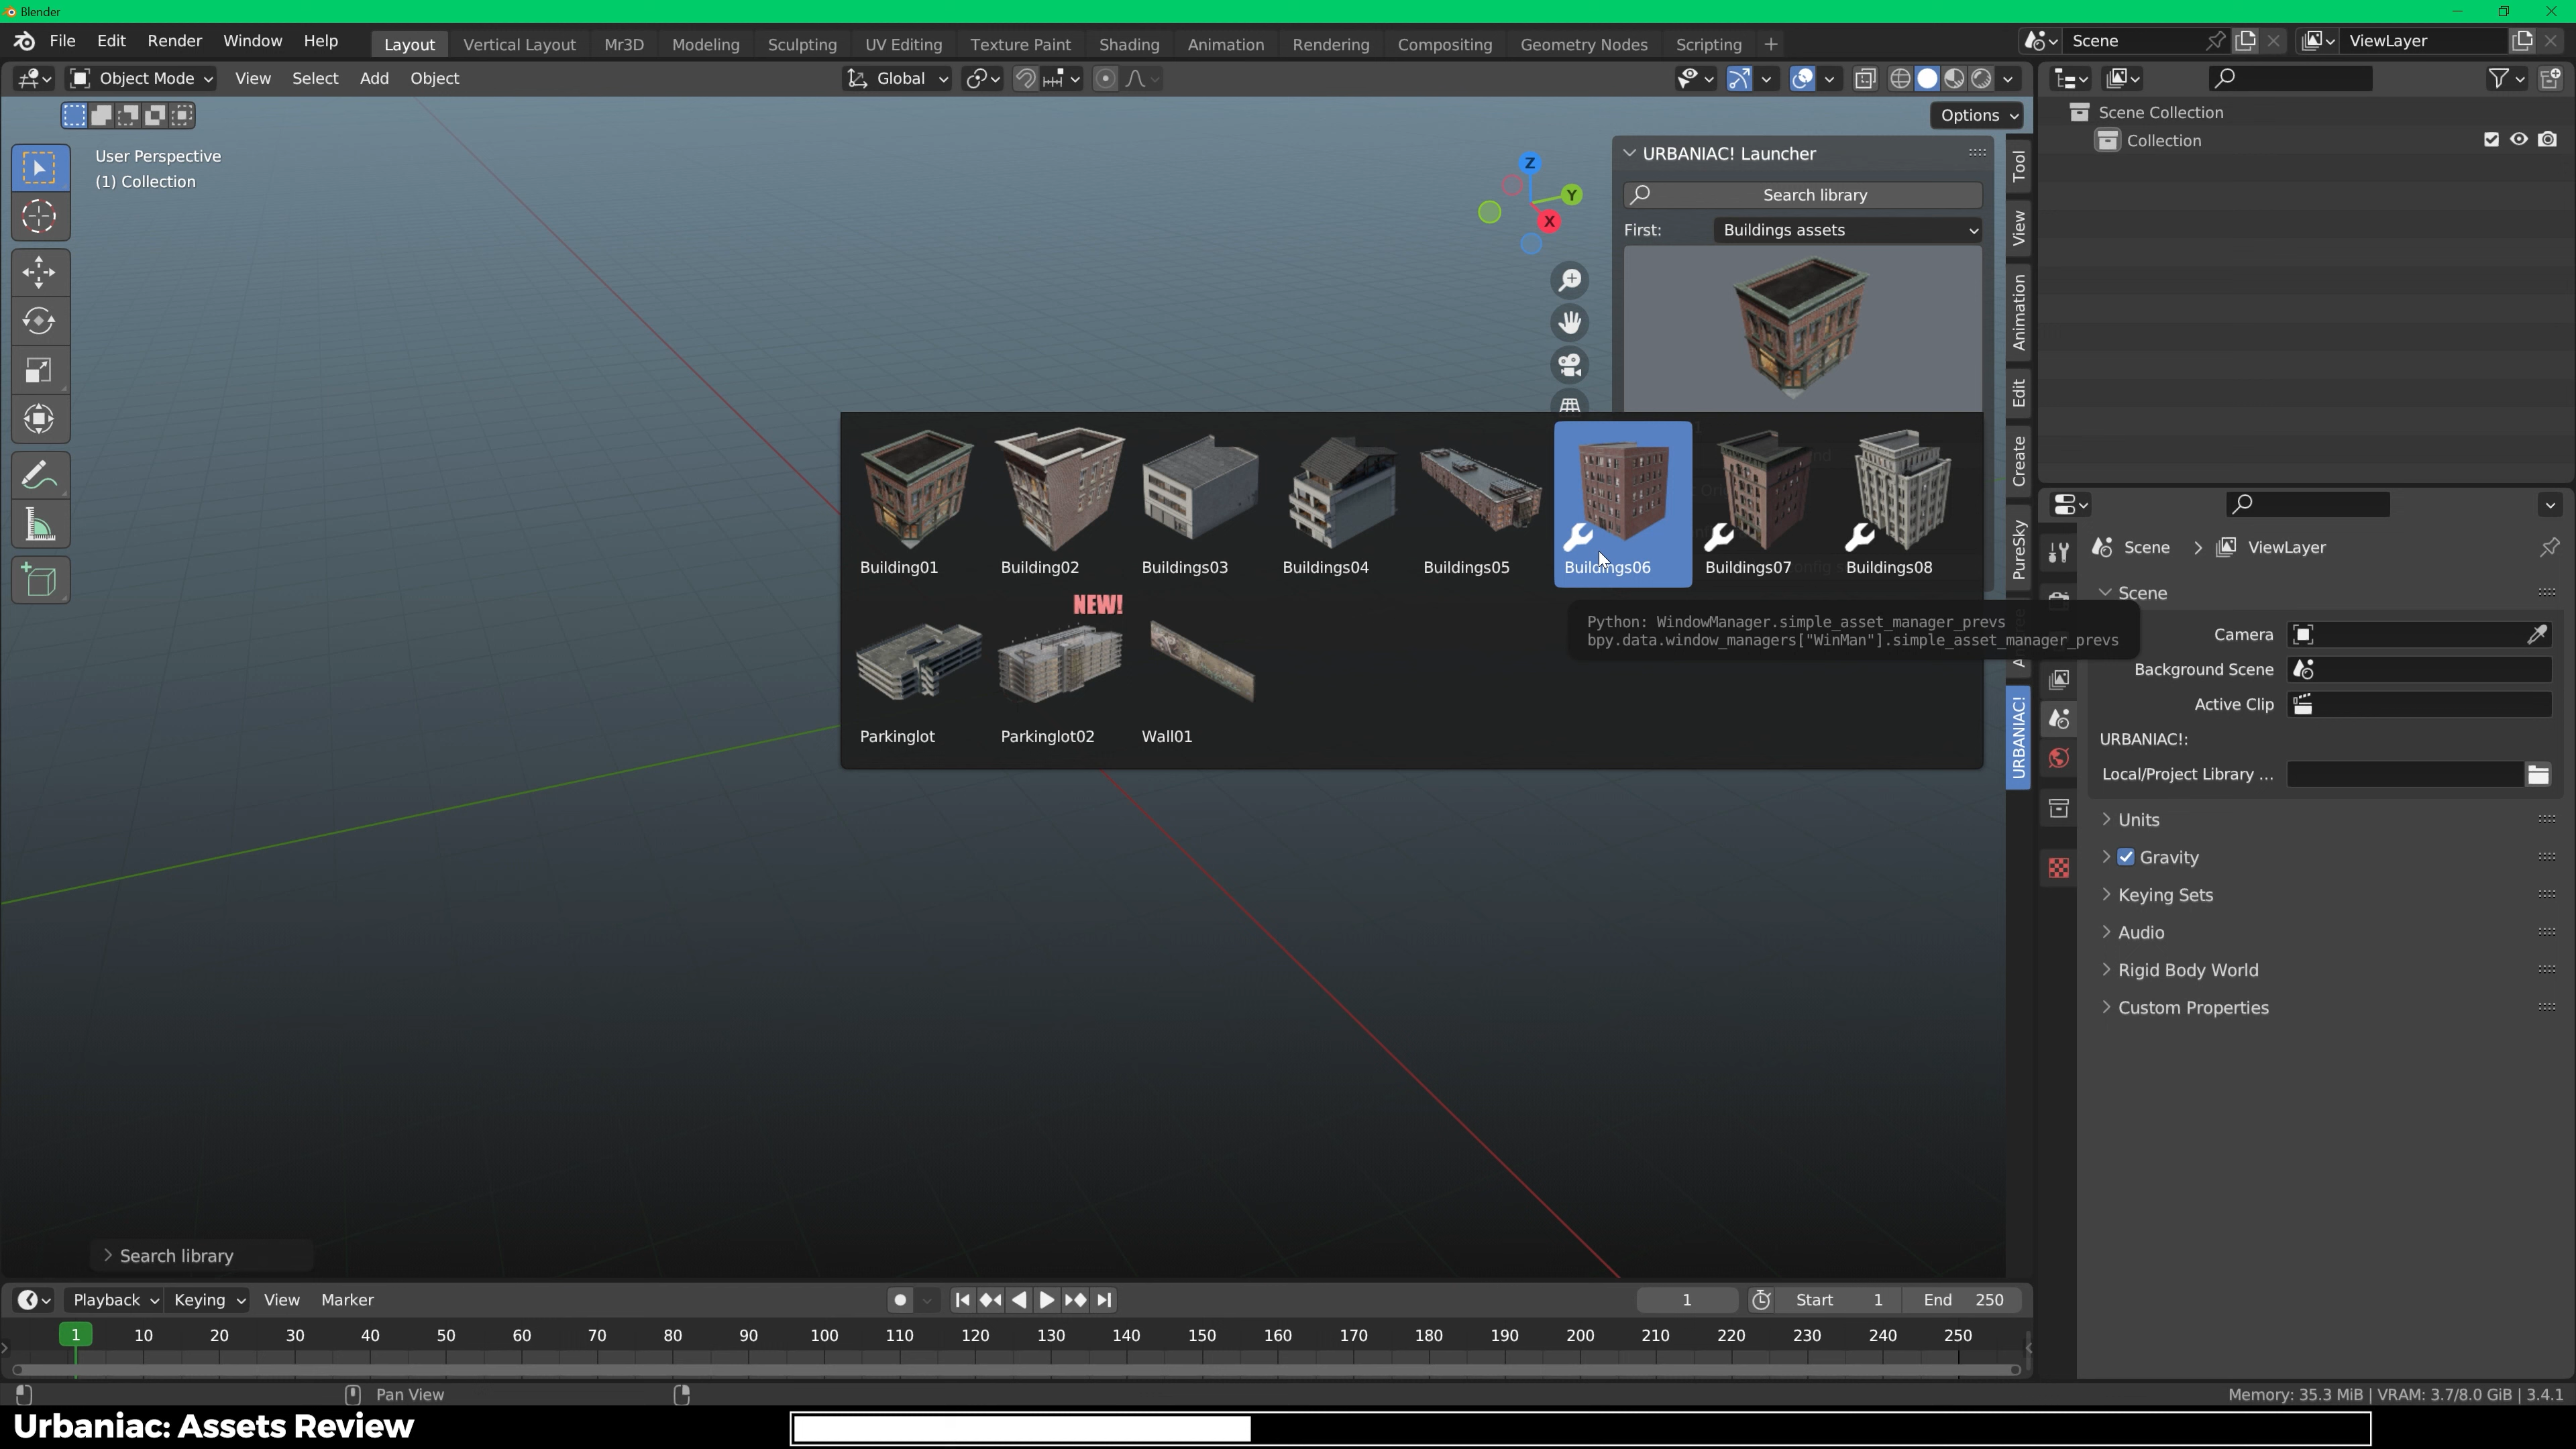 Blender
File Edit Render Window Help Layout Vertical Layout Mr3D Modeling Sculpting UV Editing Texture Paint Shading Animation Rendering Compositing Geometry Nodes Scripting + Scene ViewLayer
Object Mode View Select Add Object Global
Options
User Perspective
(1) Collection
Z
Y
X
URBANIAC! Launcher
Search library
First: Buildings assets
Building01 Building02 Buildings03 Buildings04 Buildings05 Buildings06 Buildings07 Buildings08
NEW!
Parkinglot Parkinglot02 Wall01
Python: WindowManager.simple_asset_manager_prevs
bpy.data.window_managers["WinMan"].simple_asset_manager_prevs
Tool
View
Animation
Edit
Create
PureSky
URBANIAC!
Scene Collection
Collection
Scene > ViewLayer
Scene
Camera
Background Scene
Active Clip
URBANIAC!:
Local/Project Library ...
Units
Gravity
Keying Sets
Audio
Rigid Body World
Custom Properties
Search library
Playback Keying View Marker 1 Start 1 End 250
1 10 20 30 40 50 60 70 80 90 100 110 120 130 140 150 160 170 180 190 200 210 220 230 240 250
Pan View
Memory: 35.3 MiB | VRAM: 3.7/8.0 GiB | 3.4.1
Urbaniac: Assets Review